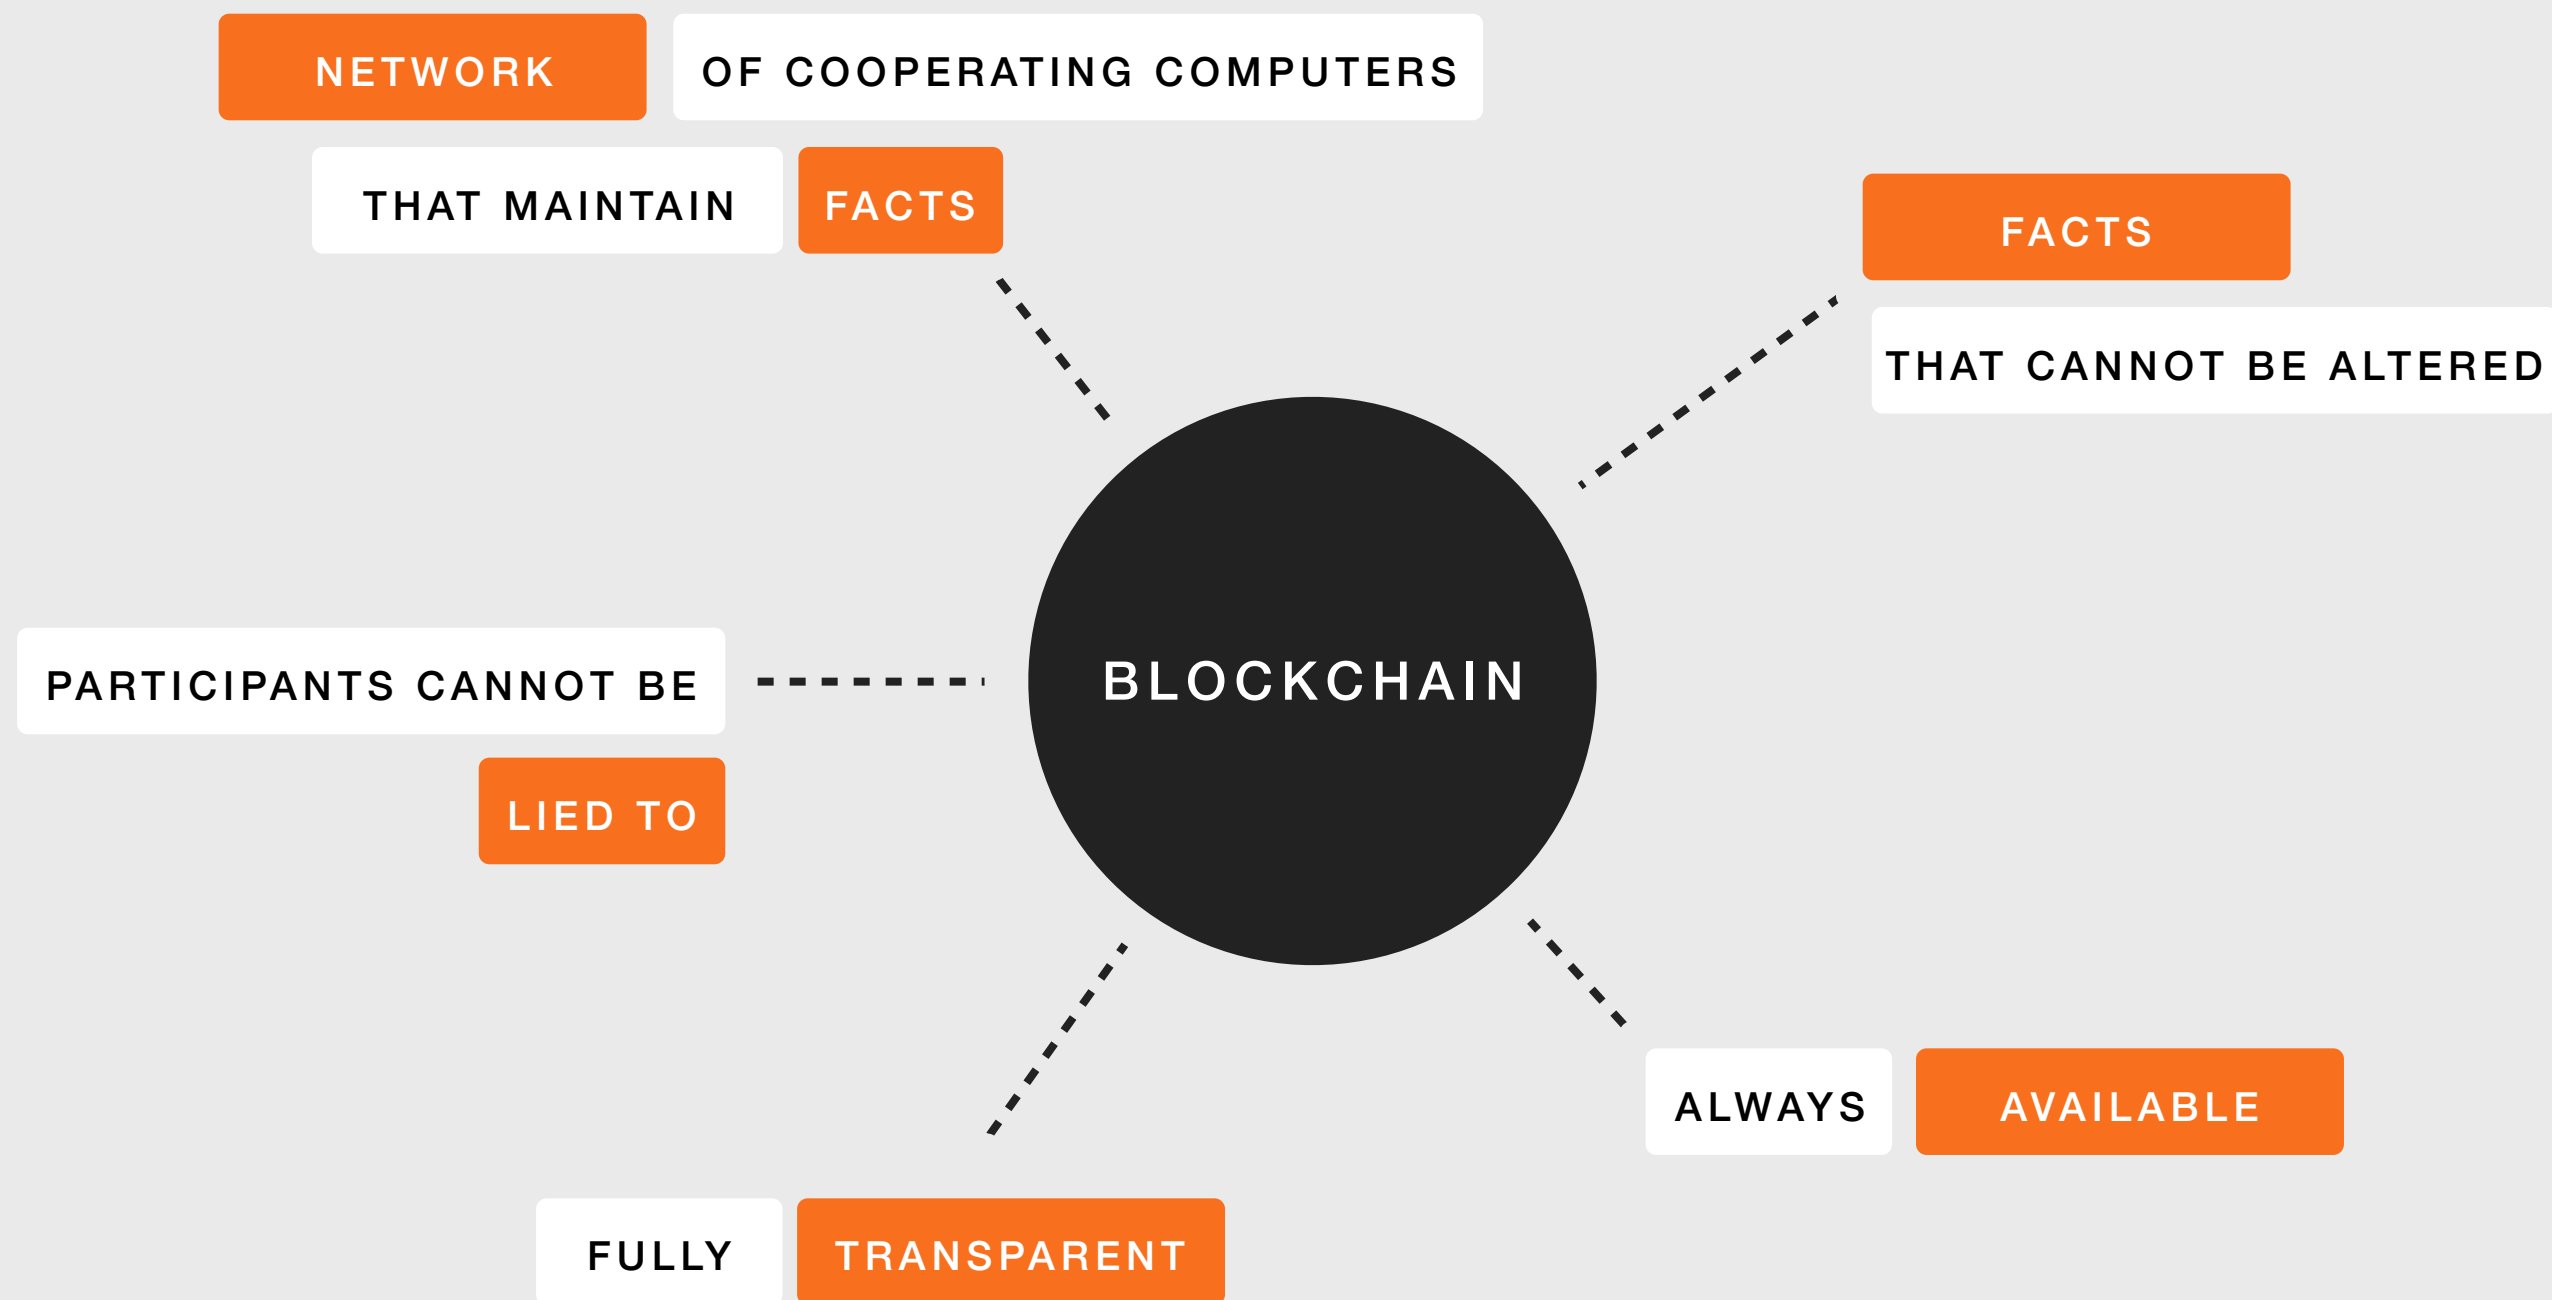 NETWORK OF COOPERATING COMPUTERS
THAT MAINTAIN FACTS
FACTS
THAT CANNOT BE ALTERED
PARTICIPANTS CANNOT BE
LIED TO
BLOCKCHAIN
ALWAYS AVAILABLE
FULLY TRANSPARENT